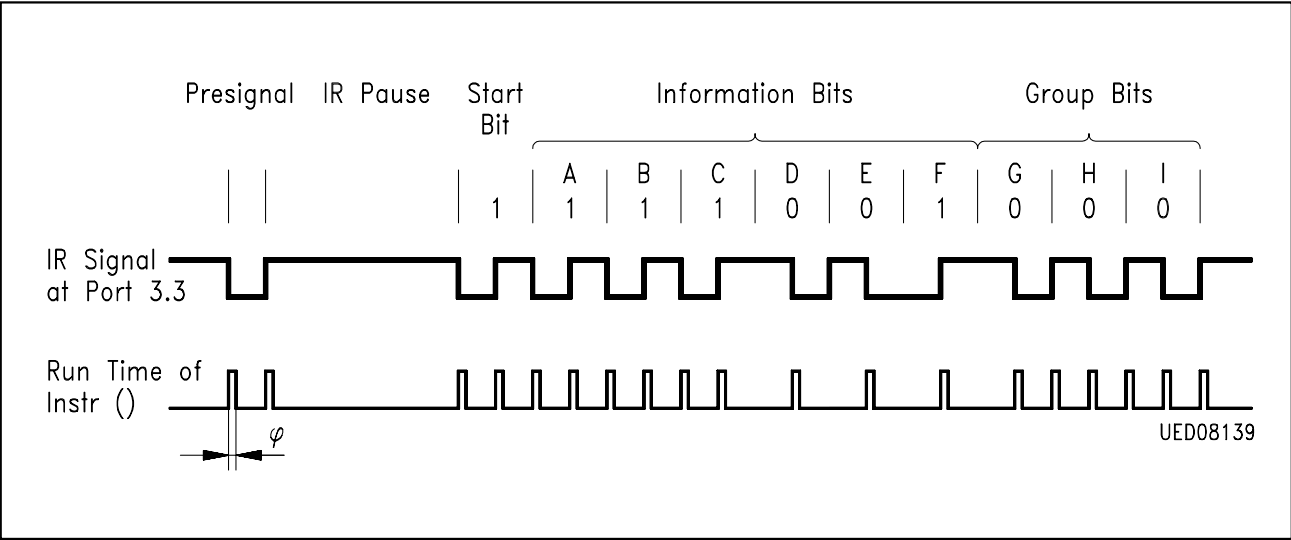 Presignal IR Pause Start Bit Information Bits Group Bits
A B C D E F G H I
1 1 1 1 0 0 1 0 0 0
IR Signal
at Port 3.3
Run Time of
Instr ()
φ
UED08139